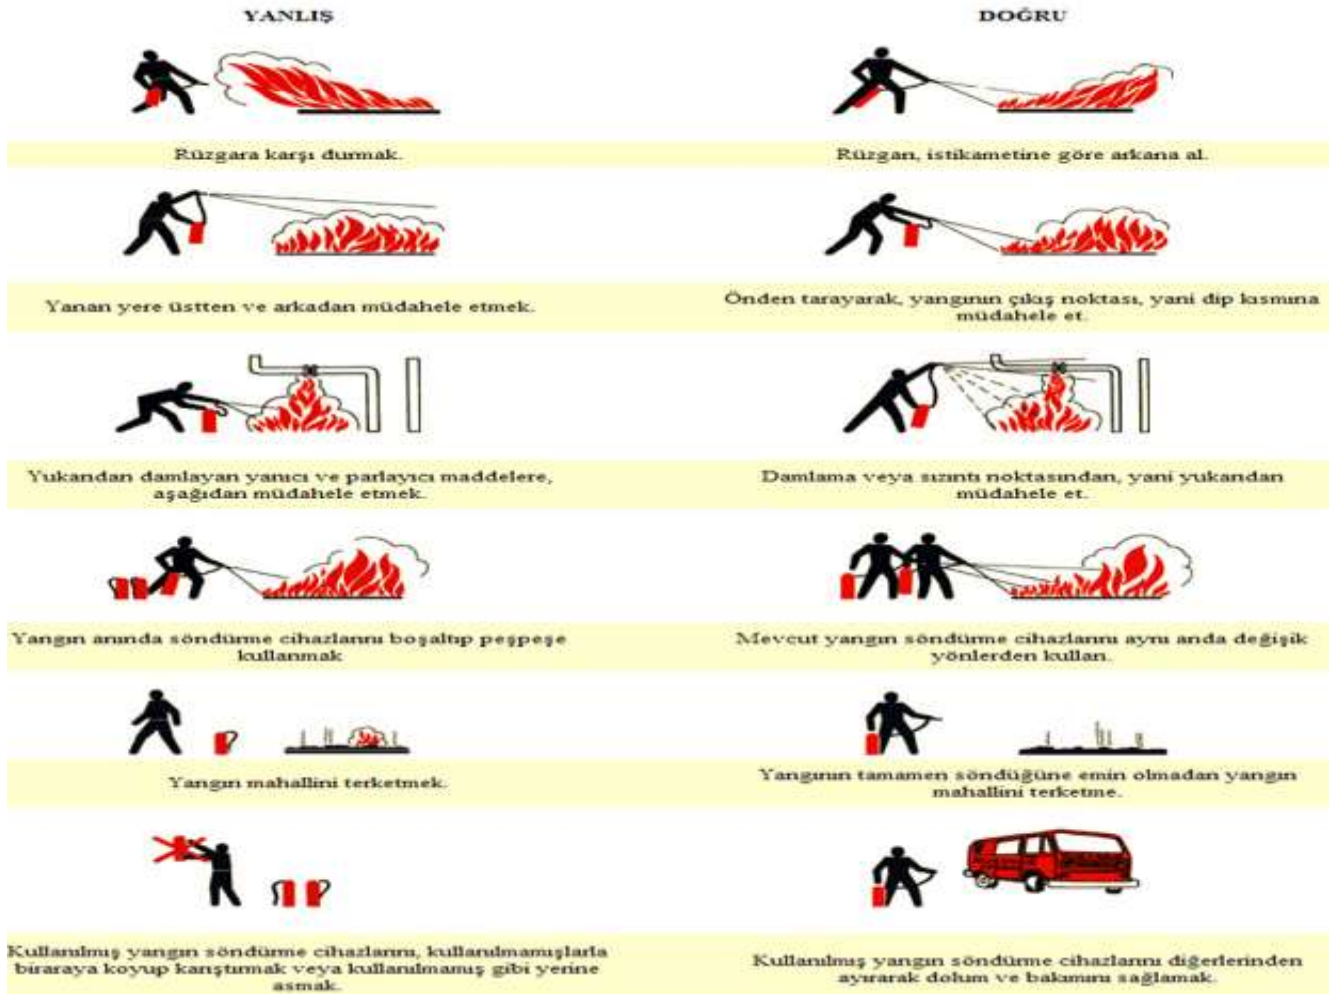 YANLIŞ
DOĞRU
Rüzgara karşı durmak.
Rüzgarı, istikametine göre arkana al.
Yanan yere üstten ve arkadan müdahele etmek.
Önden tarayarak, yangının çıkış noktası, yani dip kısmına
müdahele et.
Yukarıdan damlayan yanıcı ve parlayıcı maddelere,
aşağıdan müdahele etmek.
Damlama veya sızıntı noktasından, yani yukarıdan
müdahele et.
Yangın anında söndürme cihazlarını boşaltıp peşpeşe
kullanmak
Mevcut yangın söndürme cihazlarını aynı anda değişik
yönlerden kullan.
Yangın mahallini terketmek.
Yangının tamamen söndüğüne emin olmadan yangın
mahallini terketme.
Kullanılmış yangın söndürme cihazlarını, kullanılmamışlarla
biraraya koyup karıştırmak veya kullanılmamış gibi yerine
asmak.
Kullanılmış yangın söndürme cihazlarını diğerlerinden
ayırarak dolum ve bakımını sağlamak.